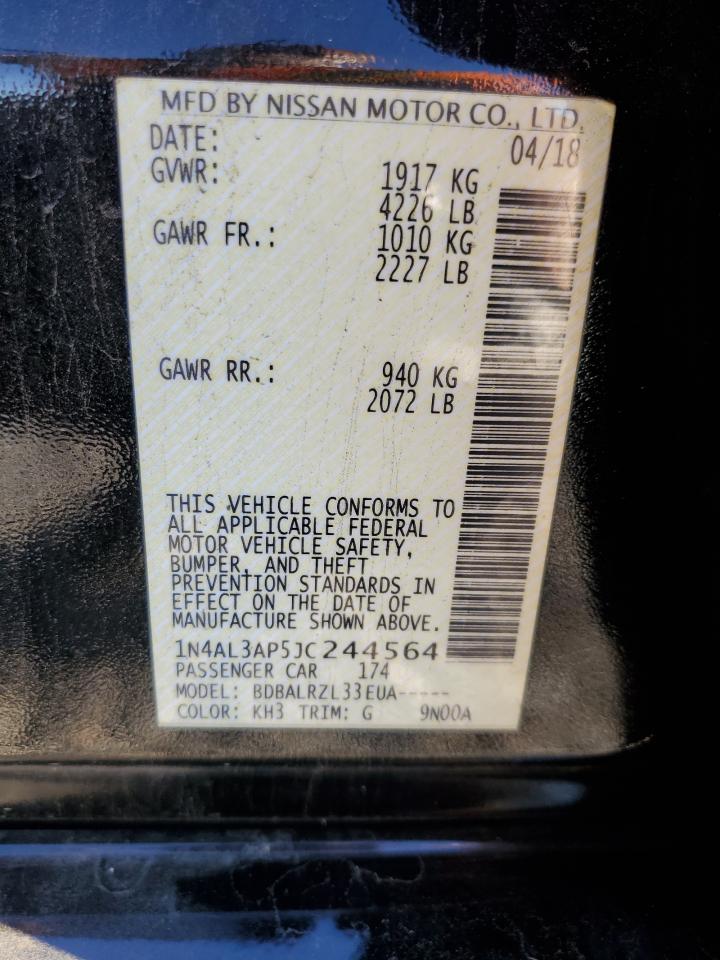 MFD BY NISSAN MOTOR CO., LTD.
DATE: 04/18
GVWR: 1917 KG
4226 LB
GAWR FR.: 1010 KG
2227 LB
GAWR RR.: 940 KG
2072 LB
THIS VEHICLE CONFORMS TO
ALL APPLICABLE FEDERAL
MOTOR VEHICLE SAFETY,
BUMPER, AND THEFT
PREVENTION STANDARDS IN
EFFECT ON THE DATE OF
MANUFACTURE SHOWN ABOVE.
1N4AL3AP5JC244564
PASSENGER CAR 174
MODEL: BDBALRZL33EUA-----
COLOR: KH3 TRIM: G 9N00A